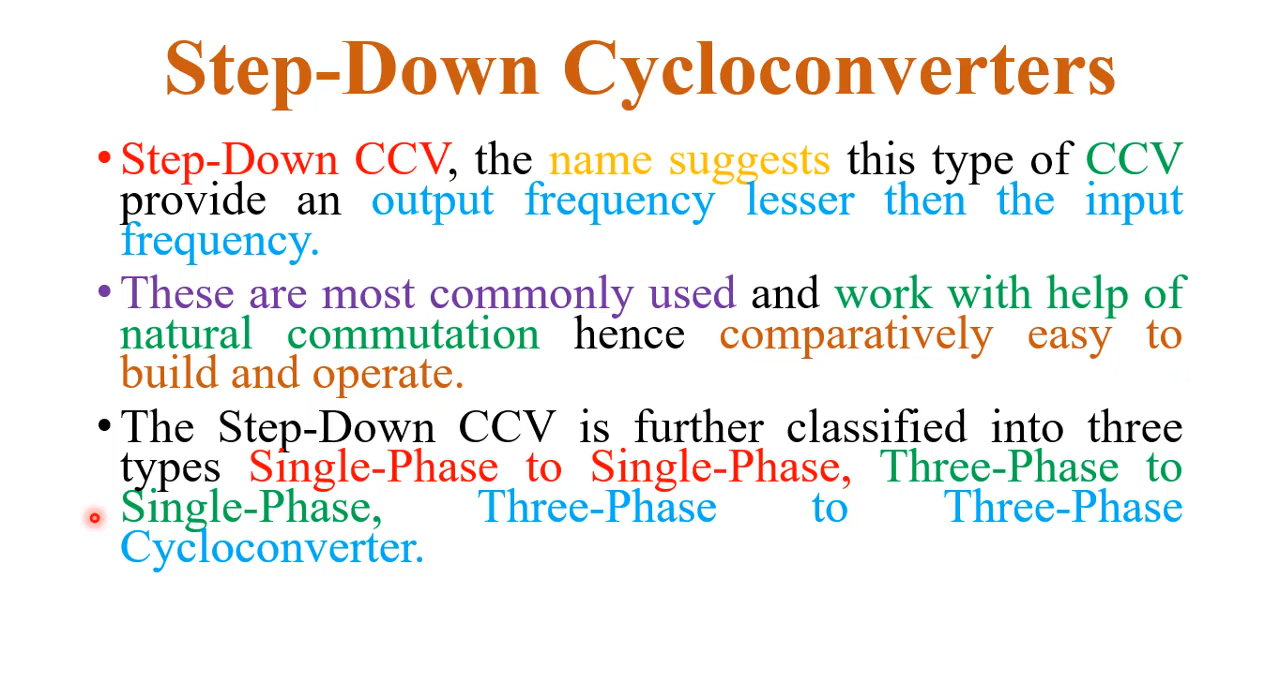 Step-Down Cycloconverters
• Step-Down CCV, the name suggests this type of CCV
provide an output frequency lesser then the input
frequency.
• These are most commonly used and work with help of
natural commutation hence comparatively easy to
build and operate.
• The Step-Down CCV is further classified into three
types Single-Phase to Single-Phase, Three-Phase to
Single-Phase, Three-Phase to Three-Phase
Cycloconverter.